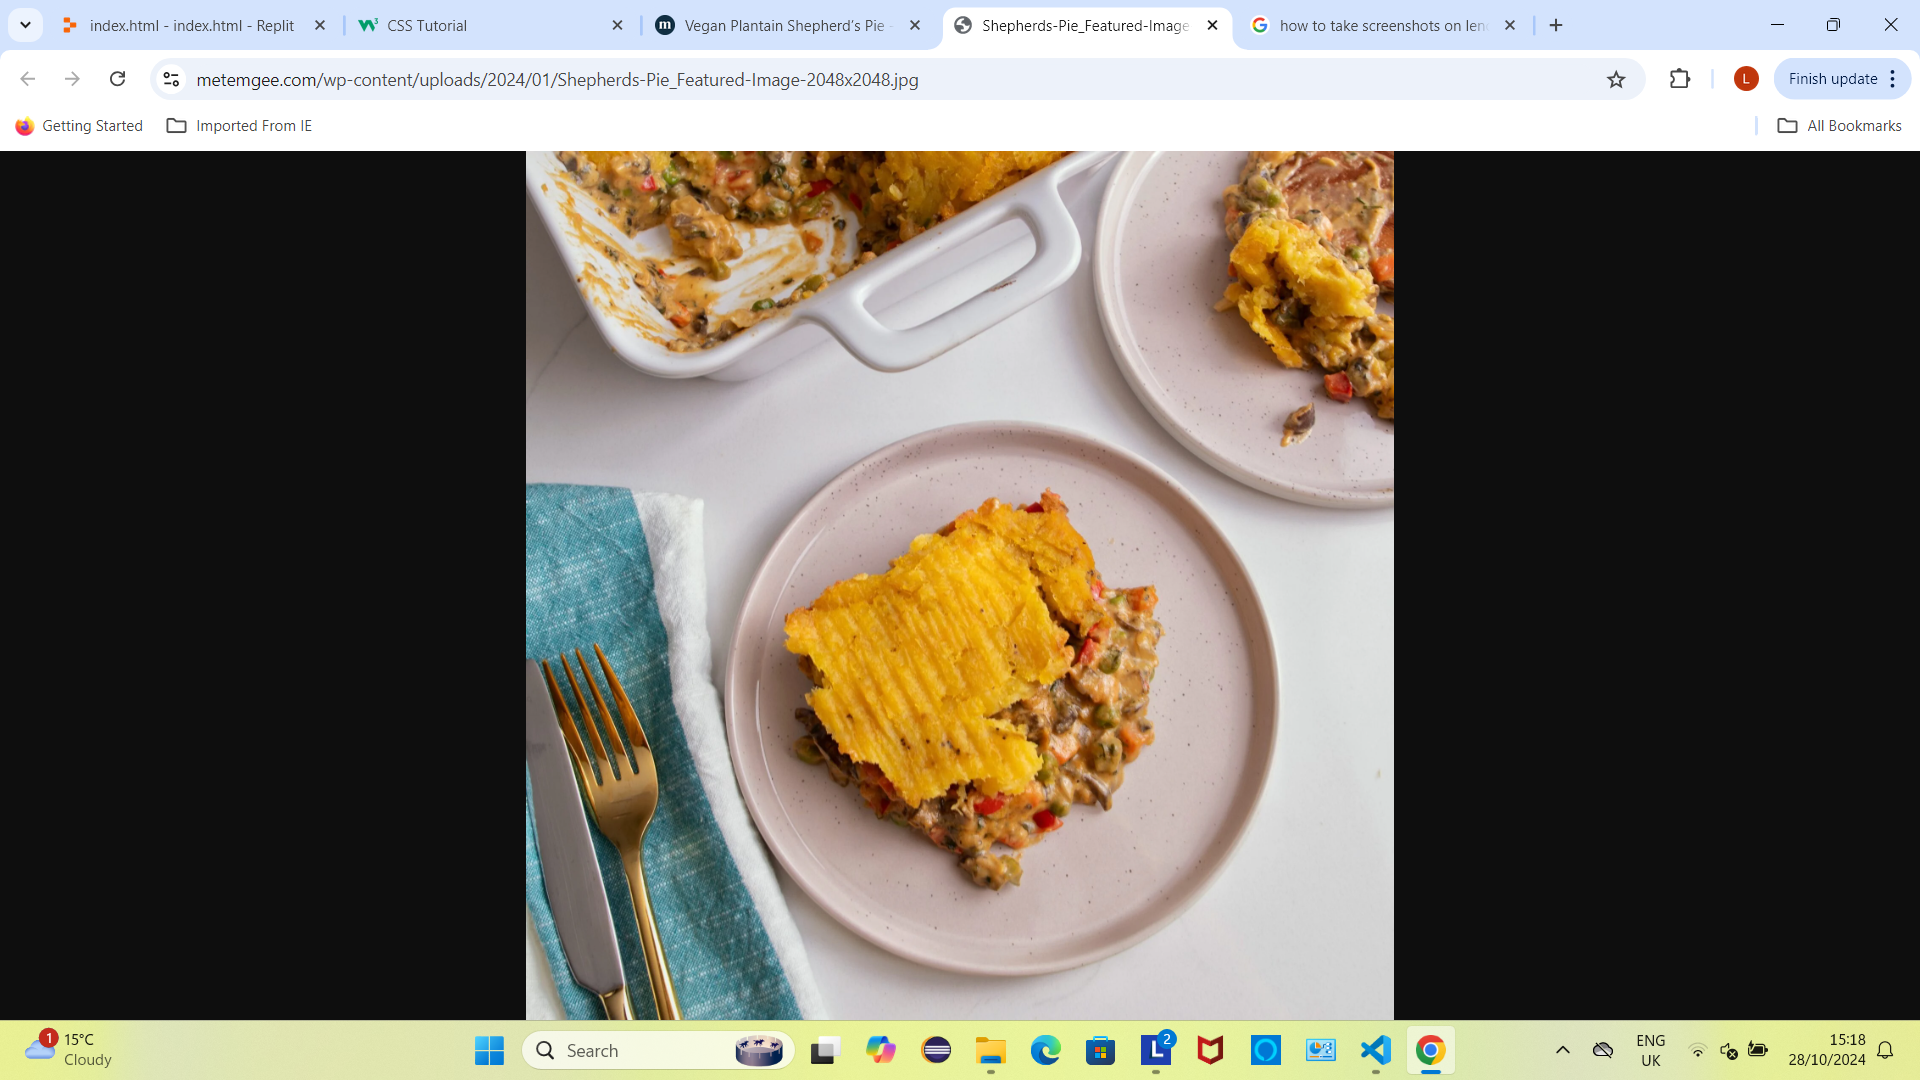 index.html - index.html - Replit
CSS Tutorial
Vegan Plantain Shepherd's Pie -
Shepherds-Pie_Featured-Image
how to take screenshots on len
metemgee.com/wp-content/uploads/2024/01/Shepherds-Pie_Featured-Image-2048x2048.jpg
L
Finish update
Getting Started
Imported From IE
All Bookmarks
1
15°C
Cloudy
Search
L
2
ENG
UK
15:18
28/10/2024